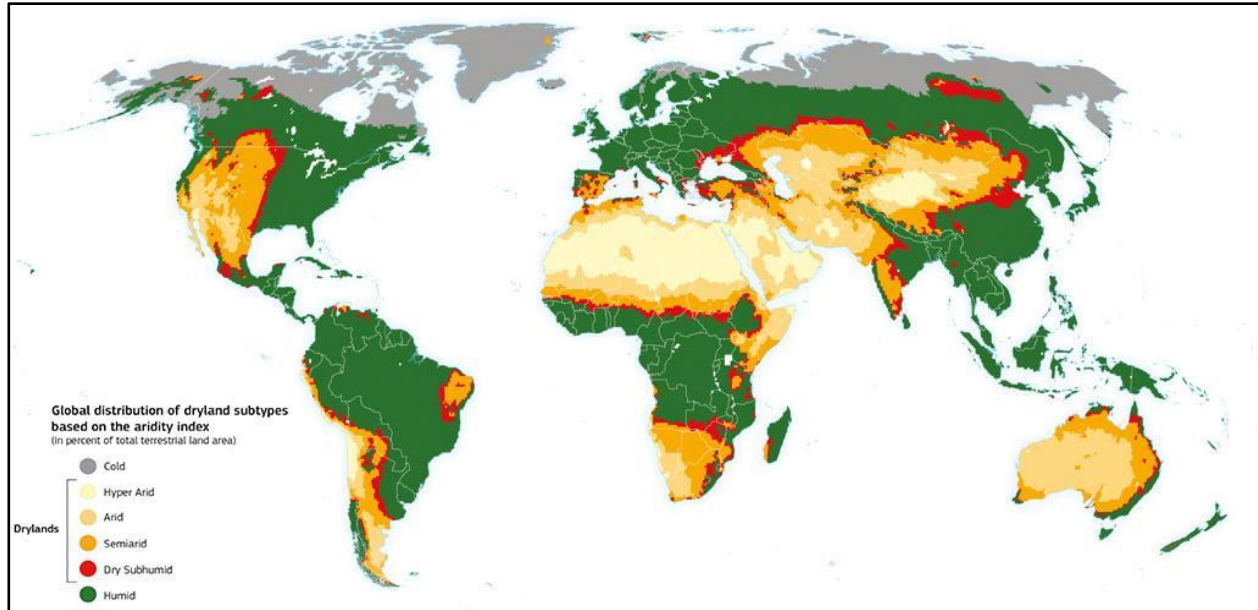 Global distribution of dryland subtypes
based on the aridity index
(in percent of total terrestrial land area)
Cold
Hyper Arid
Arid
Drylands
Semiarid
Dry Subhumid
Humid